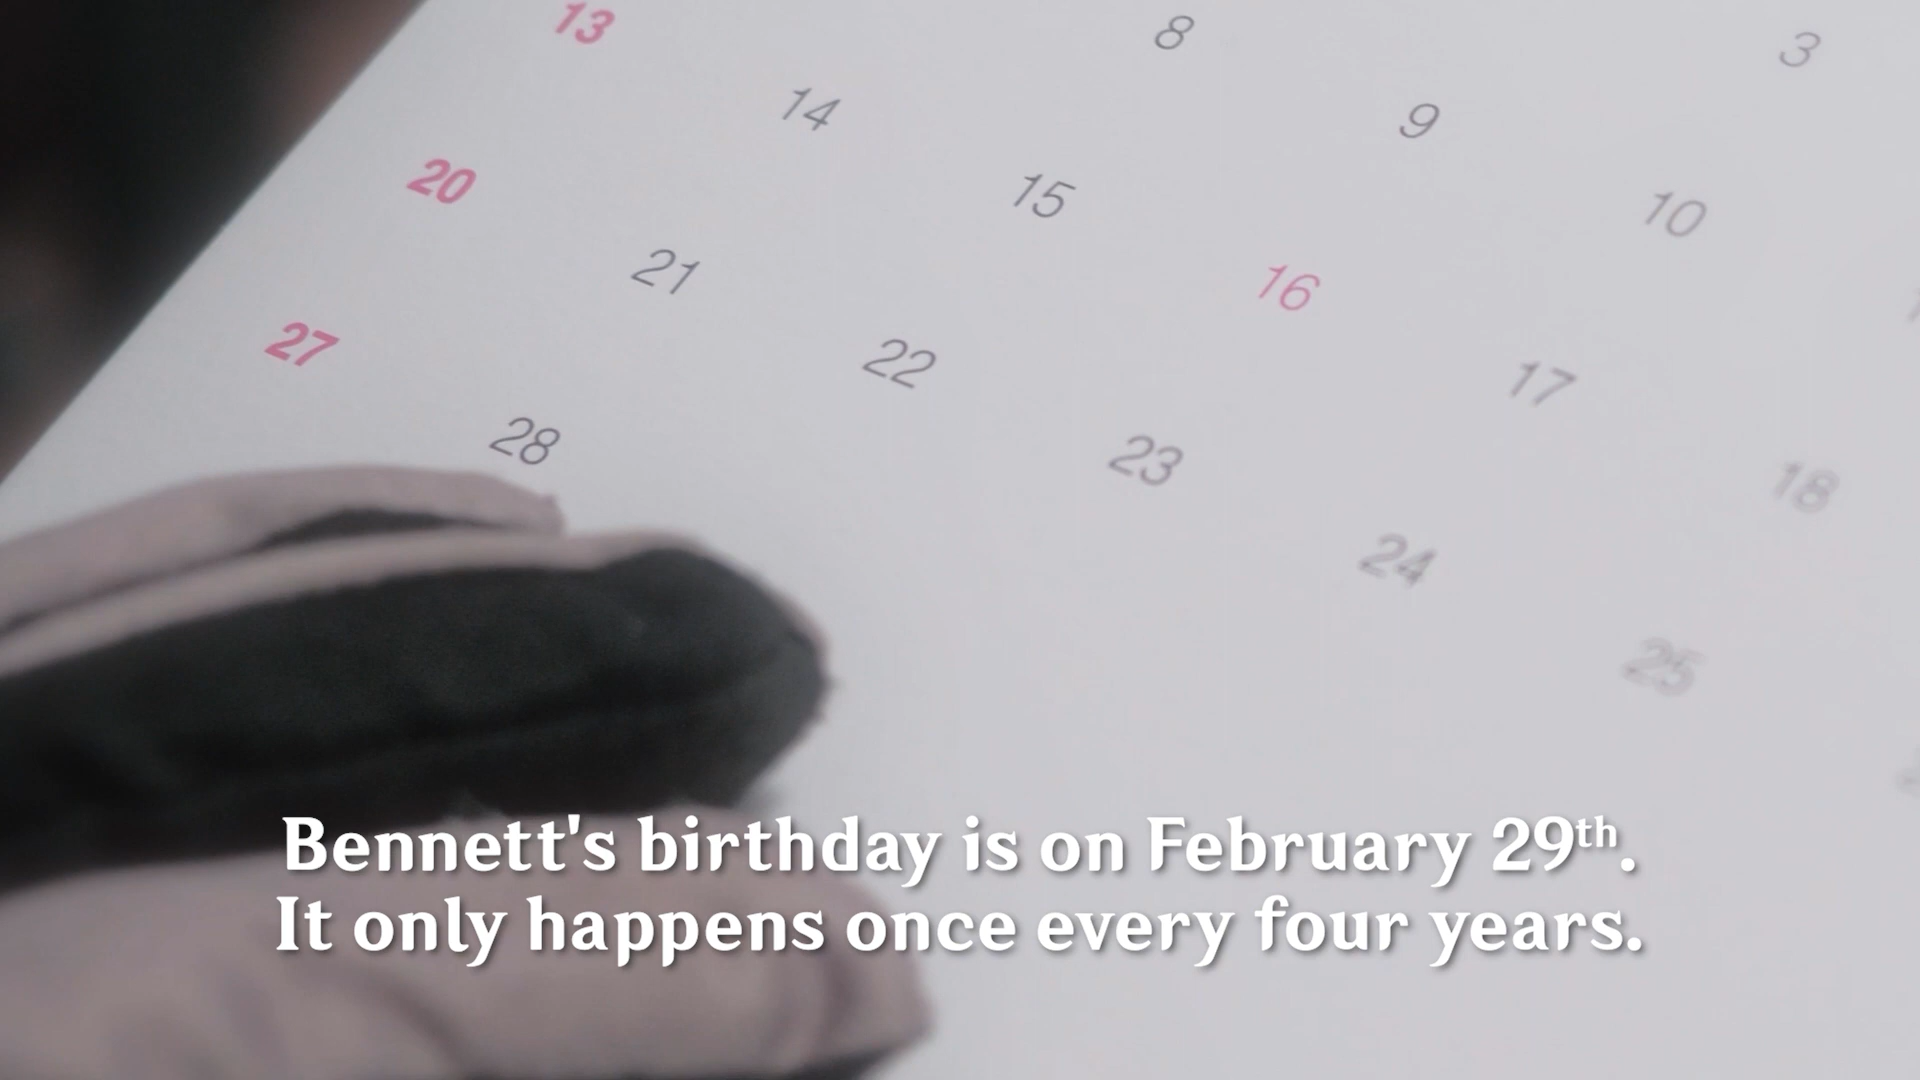 3
8 9 10
13 14 15 16 17 18
20 21 22 23 24 25
27 28
Bennett's birthday is on February 29th.
It only happens once every four years.